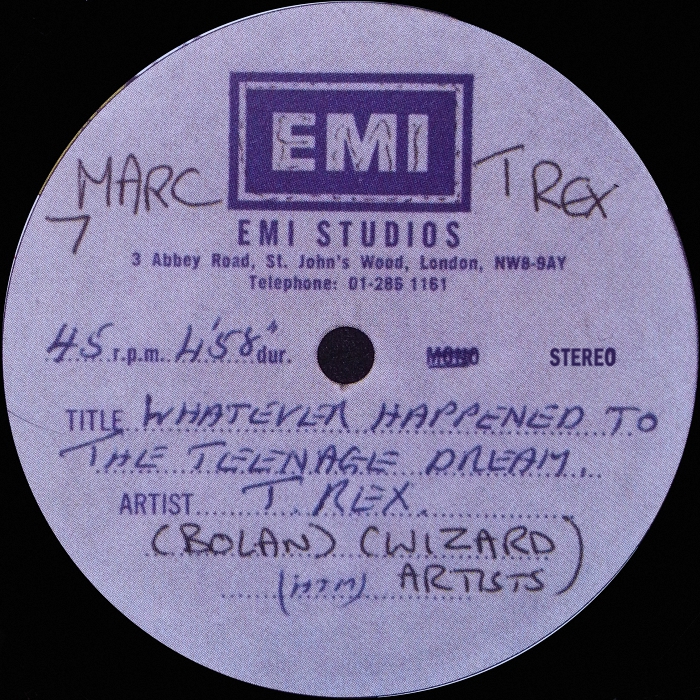 EMI
MARC T REX
7
EMI STUDIOS
3 Abbey Road, St. John's Wood, London, NW8-9AY
Telephone: 01-286 1161
45 r.p.m. 4'58" dur. MONO STEREO
TITLE WHATEVER HAPPENED TO
THE TEENAGE DREAM.
ARTIST T. REX.
(BOLAN) (WIZARD
ARTISTS)